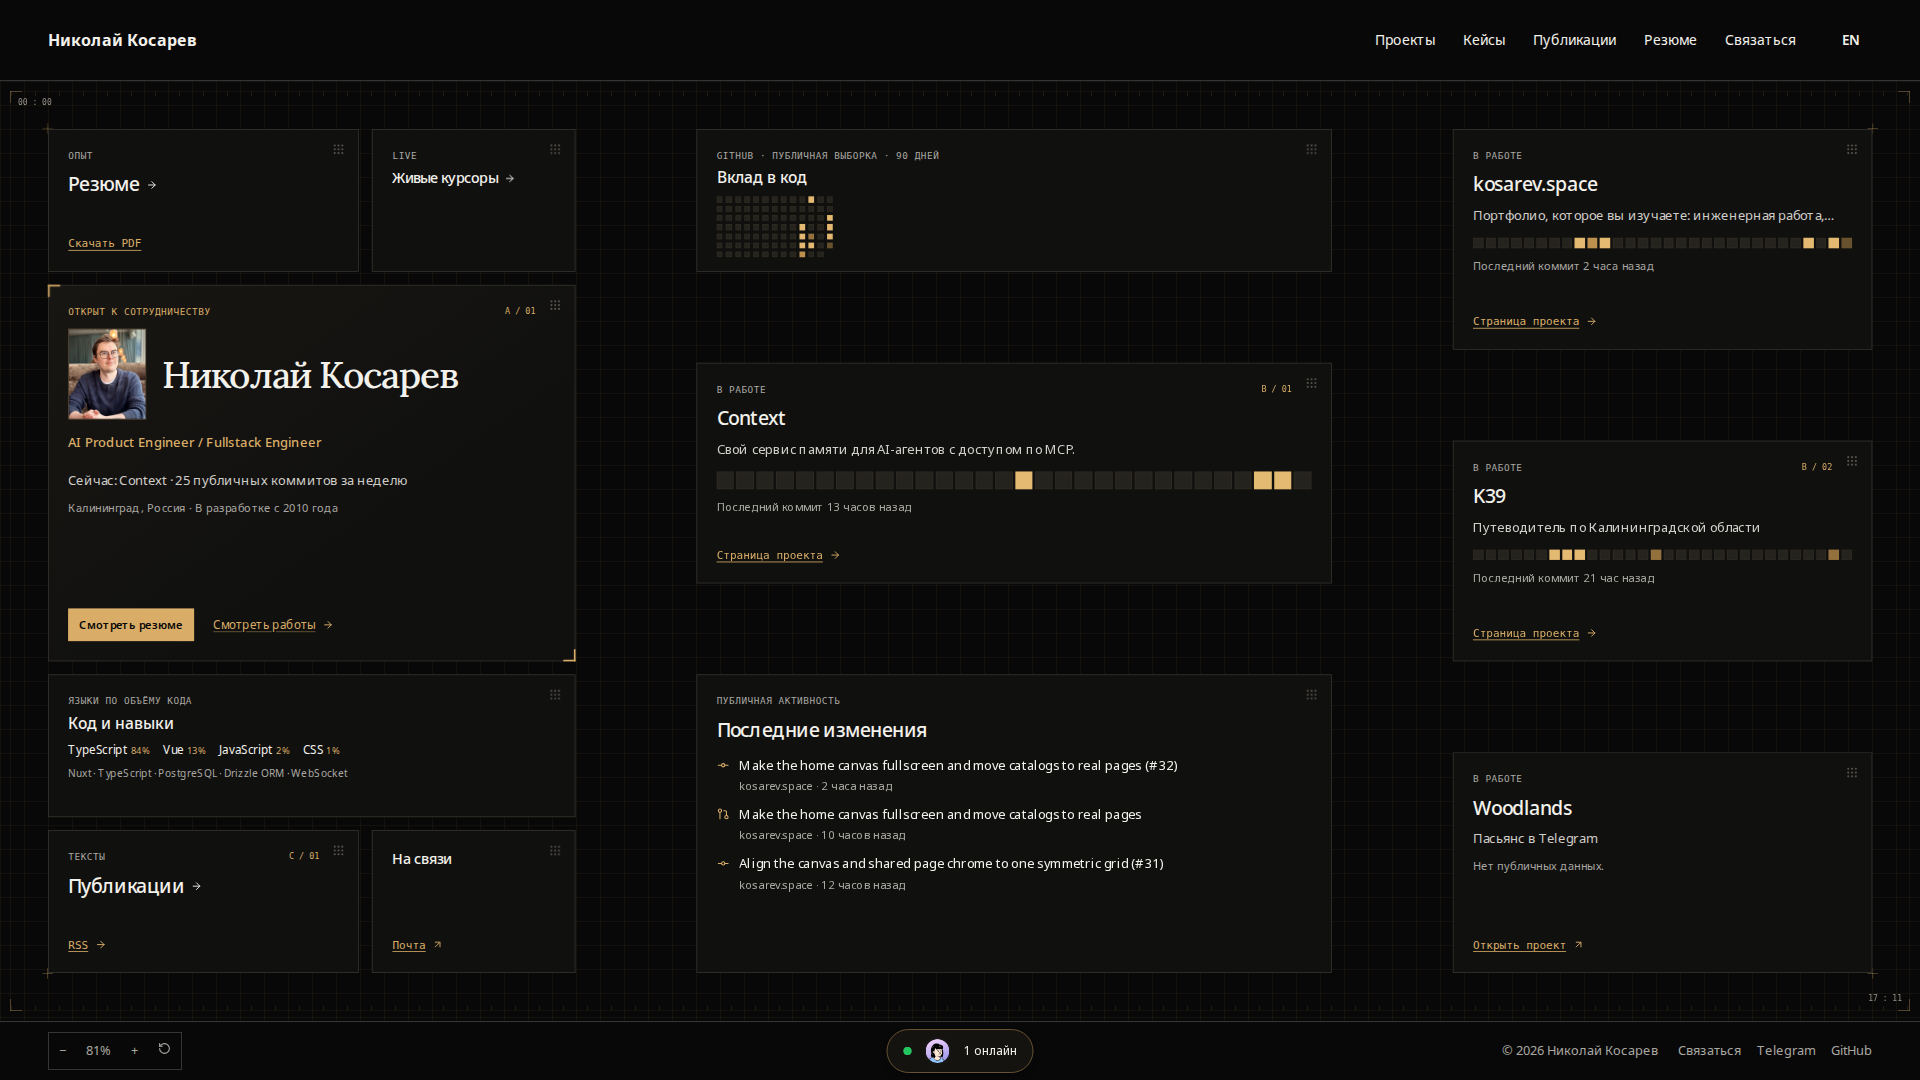 Николай Косарев
Проекты
Кейсы
Публикации
Резюме
Связаться
EN
00 : 00
ОПЫТ
Резюме →
Скачать PDF
LIVE
Живые курсоры →
GITHUB · ПУБЛИЧНАЯ ВЫБОРКА · 90 ДНЕЙ
Вклад в код
В РАБОТЕ
kosarev.space
Портфолио, которое вы изучаете: инженерная работа,…
Последний коммит 2 часа назад
Страница проекта →
ОТКРЫТ К СОТРУДНИЧЕСТВУ
A / 01
Николай Косарев
AI Product Engineer / Fullstack Engineer
Сейчас: Context · 25 публичных коммитов за неделю
Калининград, Россия · В разработке с 2010 года
Смотреть резюме
Смотреть работы →
В РАБОТЕ
B / 01
Context
Свой сервис памяти для AI-агентов с доступом по MCP.
Последний коммит 13 часов назад
Страница проекта →
В РАБОТЕ
B / 02
K39
Путеводитель по Калининградской области
Последний коммит 21 час назад
Страница проекта →
ЯЗЫКИ ПО ОБЪЁМУ КОДА
Код и навыки
TypeScript 84% Vue 13% JavaScript 2% CSS 1%
Nuxt · TypeScript · PostgreSQL · Drizzle ORM · WebSocket
ПУБЛИЧНАЯ АКТИВНОСТЬ
Последние изменения
Make the home canvas fullscreen and move catalogs to real pages (#32)
kosarev.space · 2 часа назад
Make the home canvas fullscreen and move catalogs to real pages
kosarev.space · 10 часов назад
Align the canvas and shared page chrome to one symmetric grid (#31)
kosarev.space · 12 часов назад
В РАБОТЕ
Woodlands
Пасьянс в Telegram
Нет публичных данных.
Открыть проект ↗
ТЕКСТЫ
C / 01
Публикации →
RSS →
На связи
Почта ↗
17 : 11
− 81% +
1 онлайн
© 2026 Николай Косарев
Связаться
Telegram
GitHub